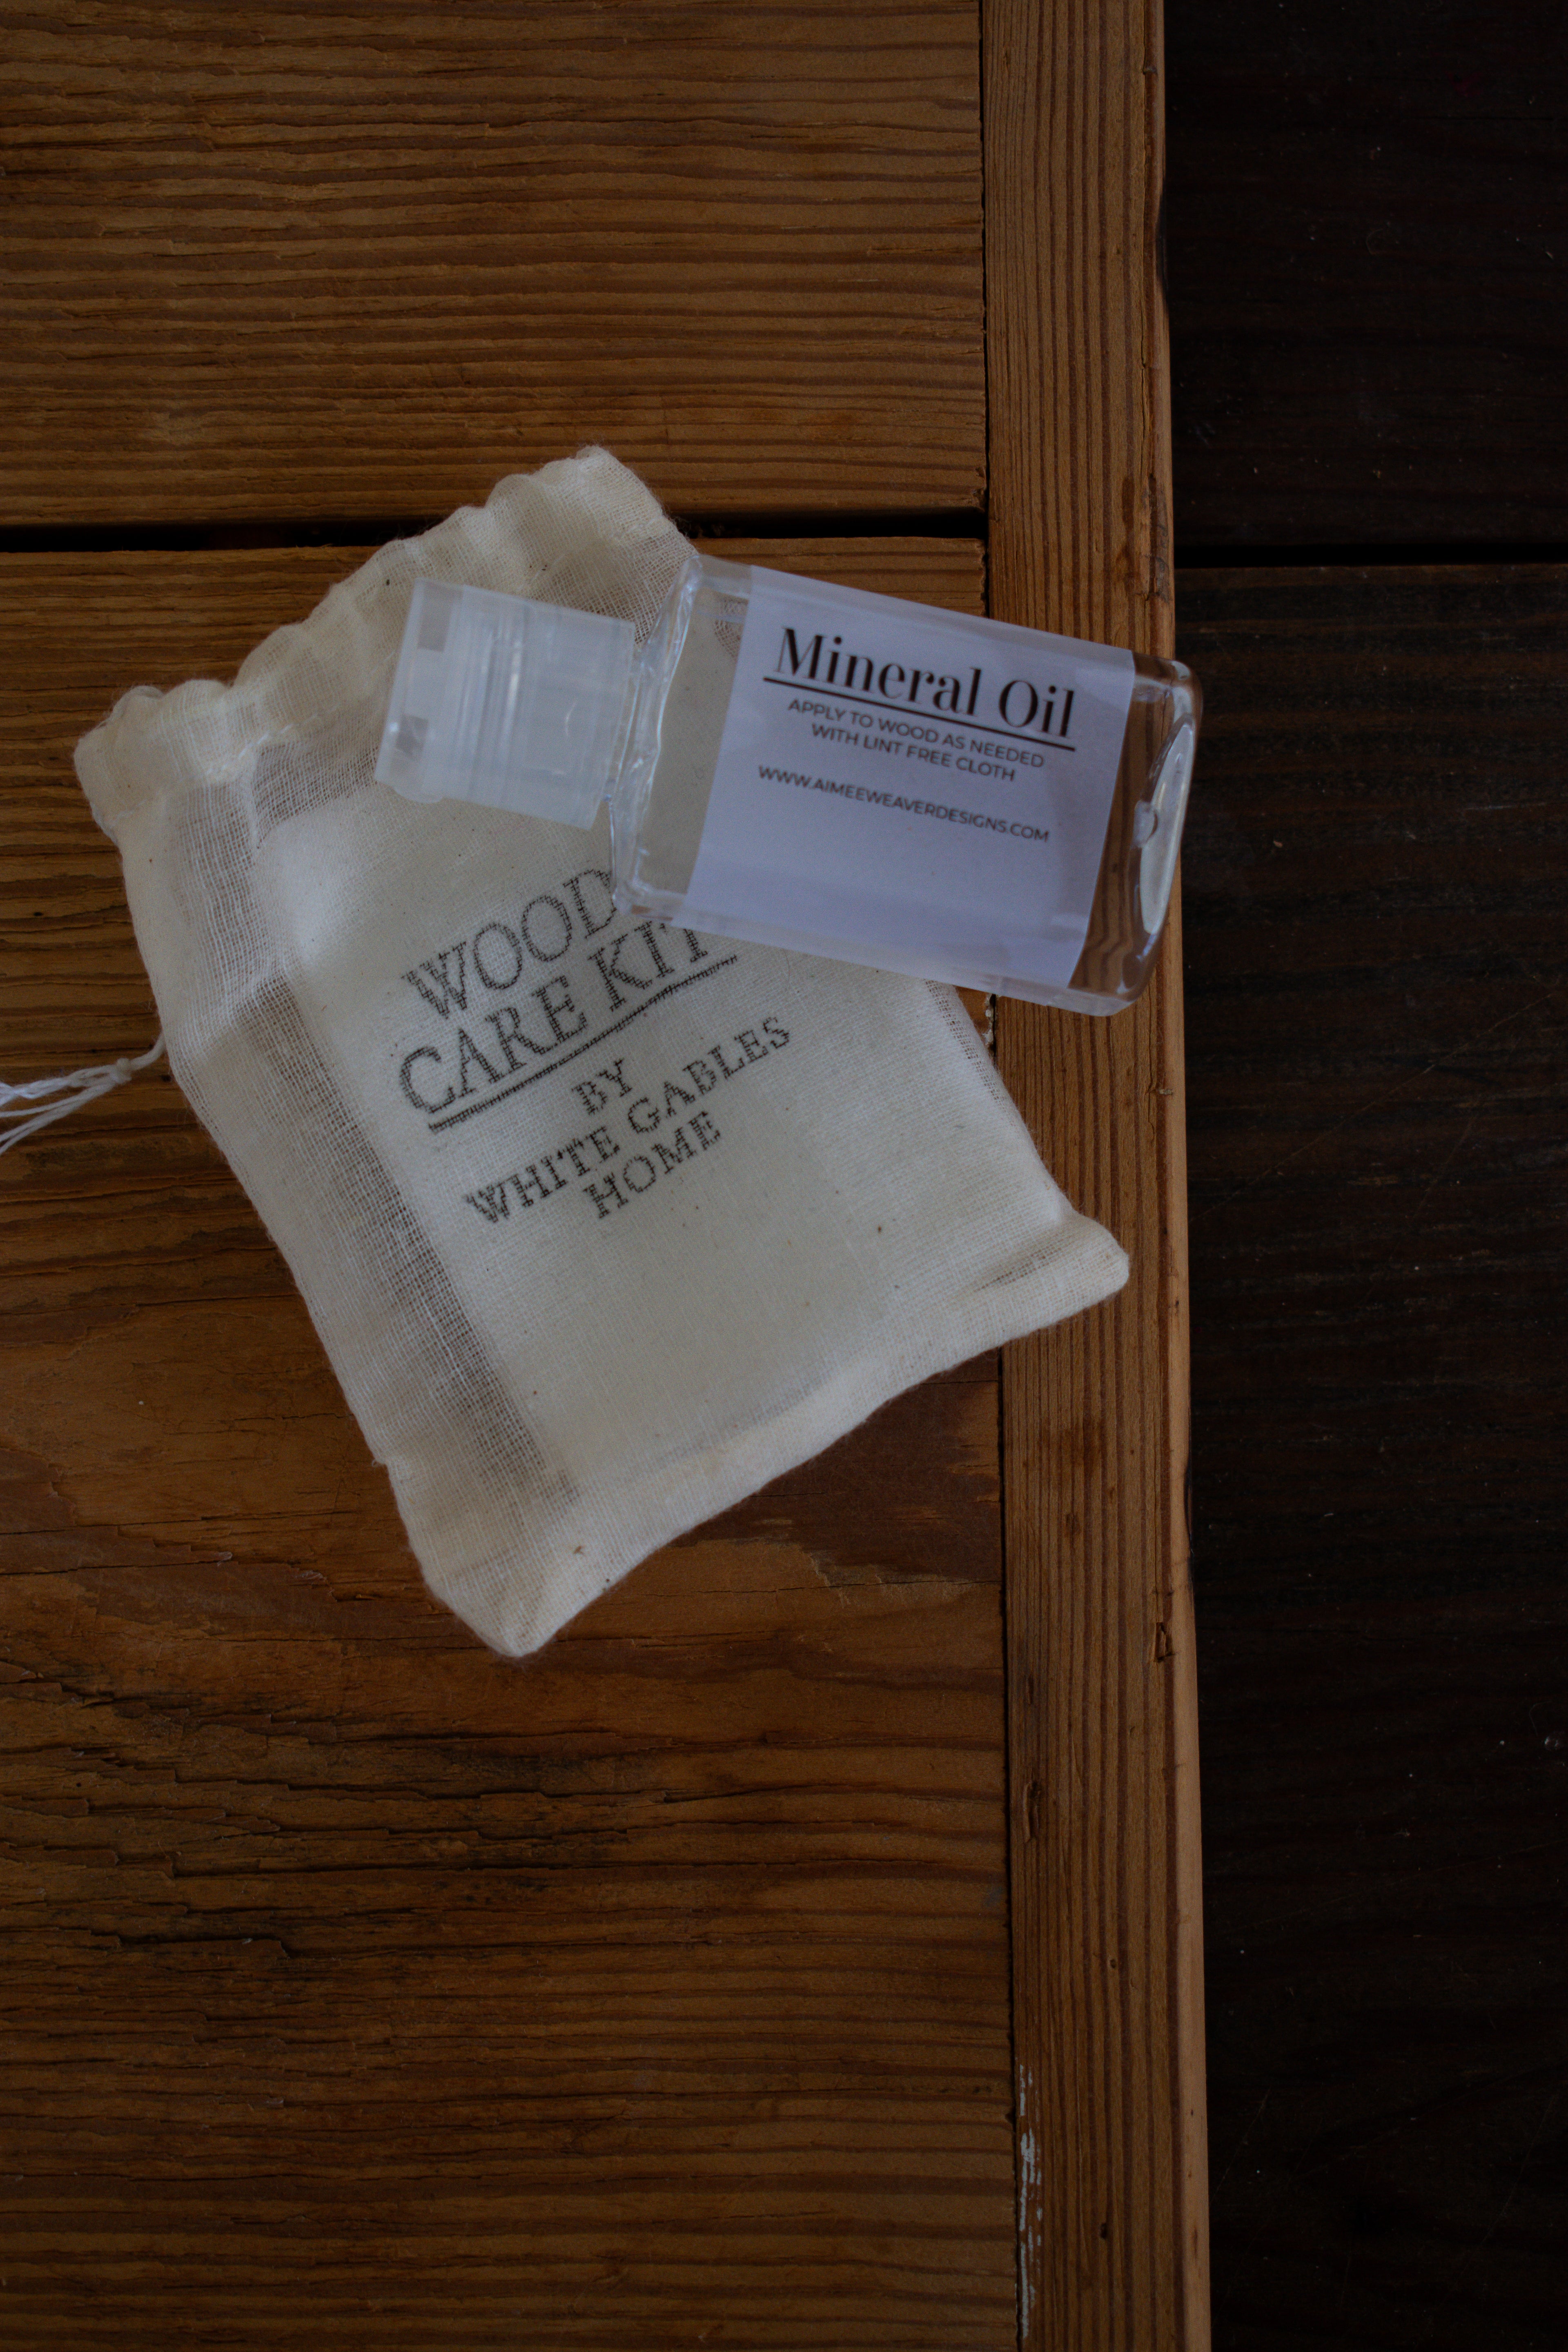 Mineral Oil
APPLY TO WOOD AS NEEDED
WITH LINT FREE CLOTH
WWW.AIMEEWEAVERDESIGNS.COM
WOOD
CARE KIT
BY
WHITE GABLES
HOME